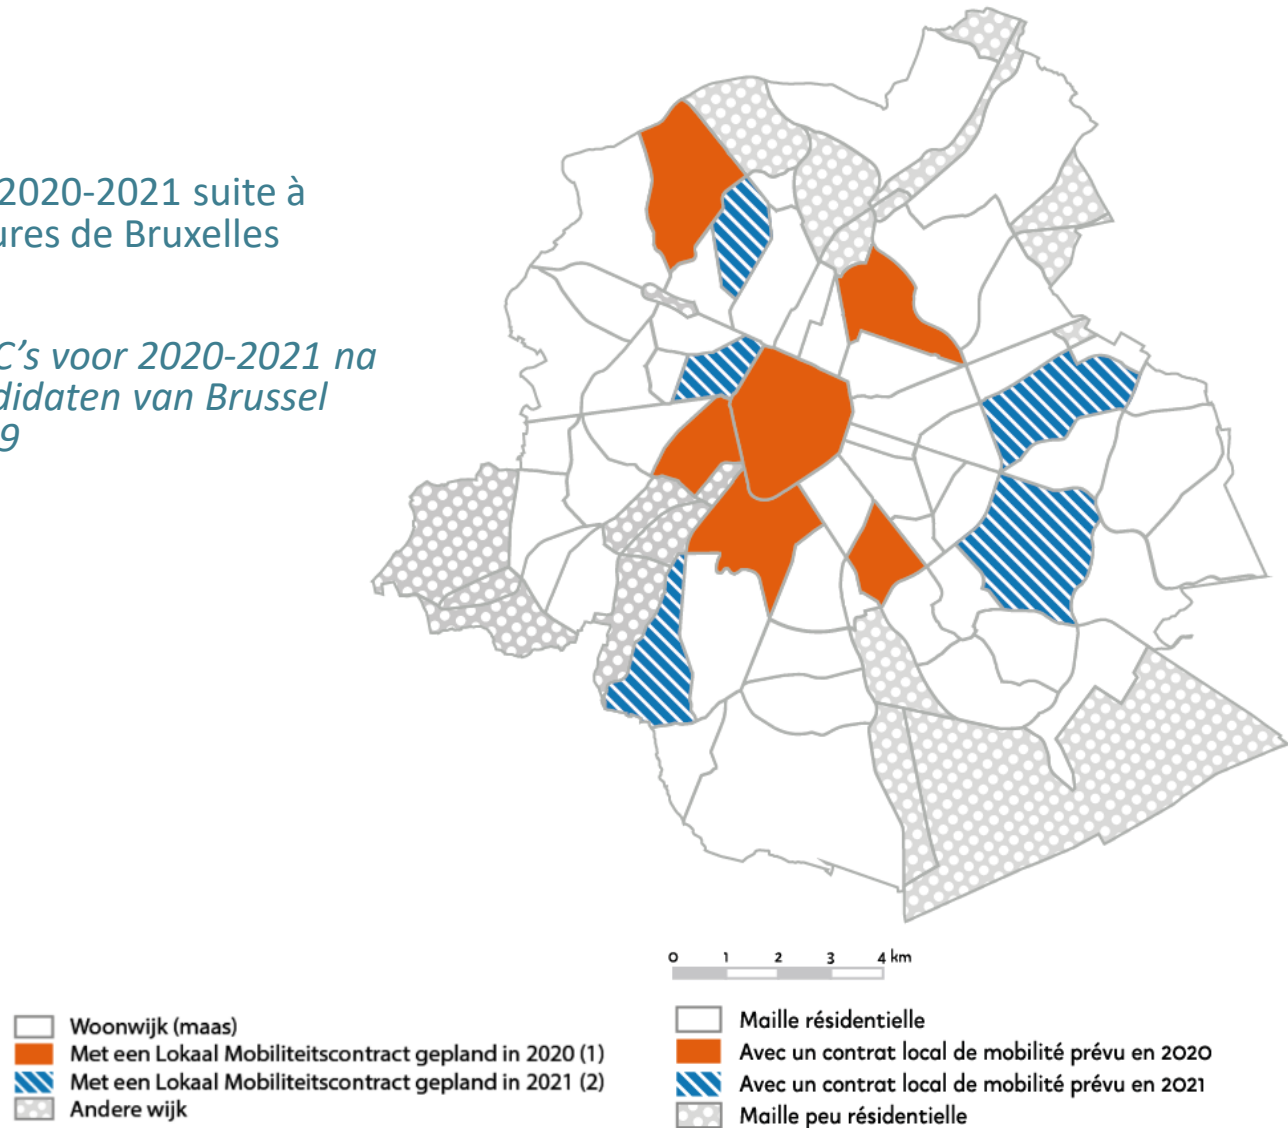 2020-2021 suite à
ures de Bruxelles
C’s voor 2020-2021 na
didaten van Brussel
9
0 1 2 3 4 km
Woonwijk (maas)
Met een Lokaal Mobiliteitscontract gepland in 2020 (1)
Met een Lokaal Mobiliteitscontract gepland in 2021 (2)
Andere wijk
Maille résidentielle
Avec un contrat local de mobilité prévu en 2020
Avec un contrat local de mobilité prévu en 2021
Maille peu résidentielle